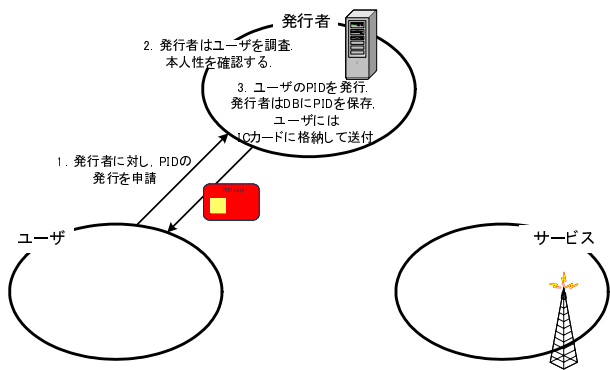 発行者
2. 発行者はユーザを調査.
本人性を確認する.
3. ユーザのPIDを発行.
発行者はDBにPIDを保存.
ユーザには
ICカードに格納して送付
1. 発行者に対し, PIDの
発行を申請
ユーザ
サービス